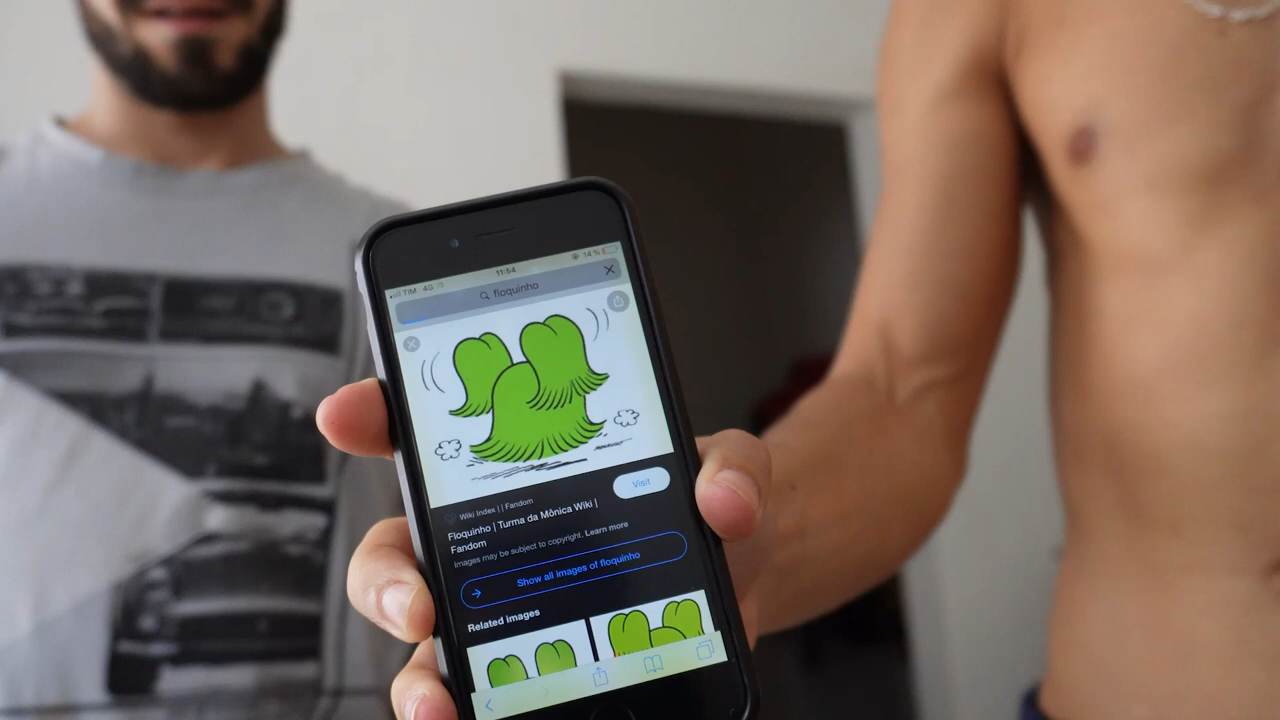 TIM 4G 11:54 14 %
floquinho
Wiki Index | | Fandom
Visit
Floquinho | Turma da Mônica Wiki |
Fandom
Images may be subject to copyright. Learn more
Show all images of floquinho
Related images